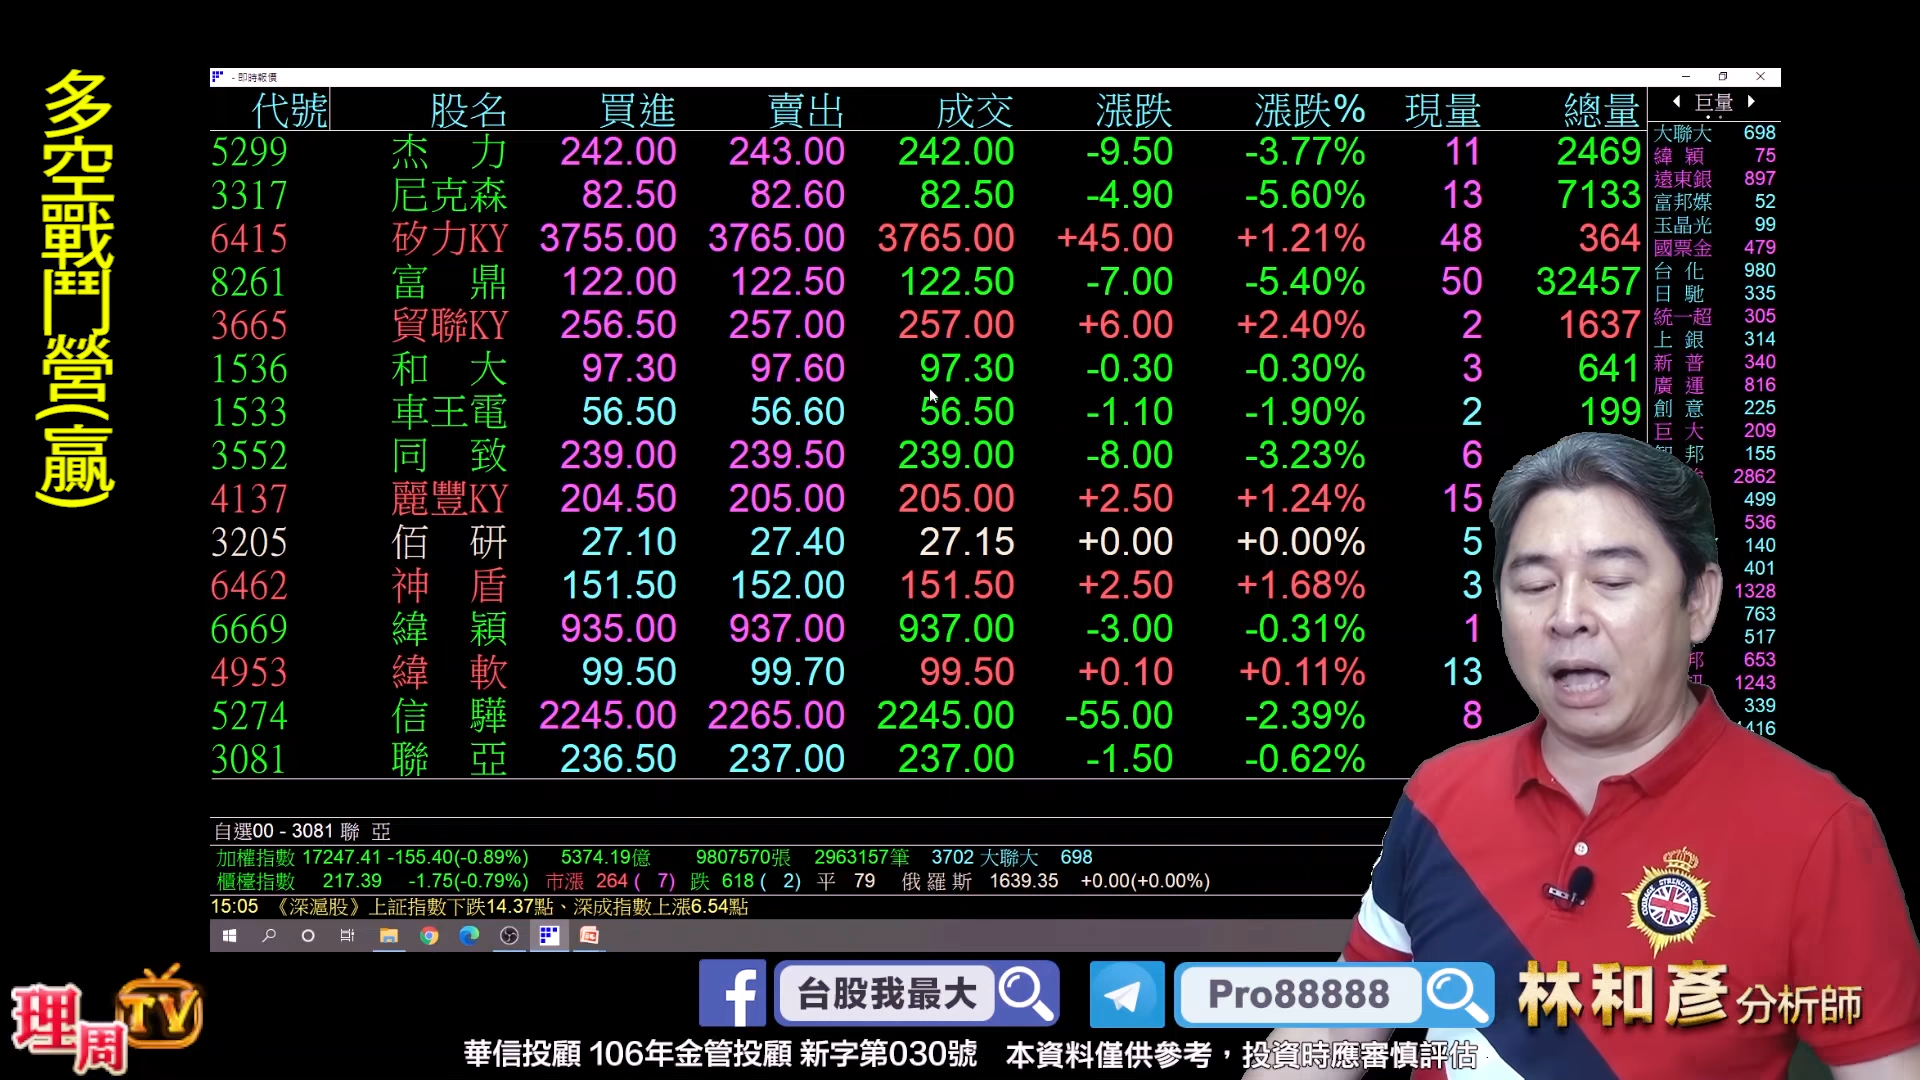 多空戰鬥營(贏)
- 即時報價
代號 股名 買進 賣出 成交 漲跌 漲跌% 現量 總量
5299 杰力 242.00 243.00 242.00 -9.50 -3.77% 11 2469
3317 尼克森 82.50 82.60 82.50 -4.90 -5.60% 13 7133
6415 矽力KY 3755.00 3765.00 3765.00 +45.00 +1.21% 48 364
8261 富鼎 122.00 122.50 122.50 -7.00 -5.40% 50 32457
3665 貿聯KY 256.50 257.00 257.00 +6.00 +2.40% 2 1637
1536 和大 97.30 97.60 97.30 -0.30 -0.30% 3 641
1533 車王電 56.50 56.60 56.50 -1.10 -1.90% 2 199
3552 同致 239.00 239.50 239.00 -8.00 -3.23% 6
4137 麗豐KY 204.50 205.00 205.00 +2.50 +1.24% 15
3205 佰研 27.10 27.40 27.15 +0.00 +0.00% 5
6462 神盾 151.50 152.00 151.50 +2.50 +1.68% 3
6669 緯穎 935.00 937.00 937.00 -3.00 -0.31% 1
4953 緯軟 99.50 99.70 99.50 +0.10 +0.11% 13
5274 信驊 2245.00 2265.00 2245.00 -55.00 -2.39% 8
3081 聯亞 236.50 237.00 237.00 -1.50 -0.62%
巨量
大聯大 698
緯穎 75
遠東銀 897
富邦媒 52
玉晶光 99
國票金 479
台化 980
日馳 335
統一超 305
上銀 314
新普 340
廣運 816
創意 225
巨大 209
智邦 155
2862
499
536
140
401
1328
763
517
邦 653
1243
339
416
自選00 - 3081 聯亞
加權指數 17247.41 -155.40(-0.89%) 5374.19億 9807570張 2963157筆 3702 大聯大 698
櫃檯指數 217.39 -1.75(-0.79%) 市漲 264( 7) 跌 618( 2) 平 79 俄羅斯 1639.35 +0.00(+0.00%)
15:05 《深滬股》上証指數下跌14.37點、深成指數上漲6.54點
理周TV
台股我最大
Pro88888
林和彥分析師
華信投顧 106年金管投顧 新字第030號 本資料僅供參考，投資時應審慎評估